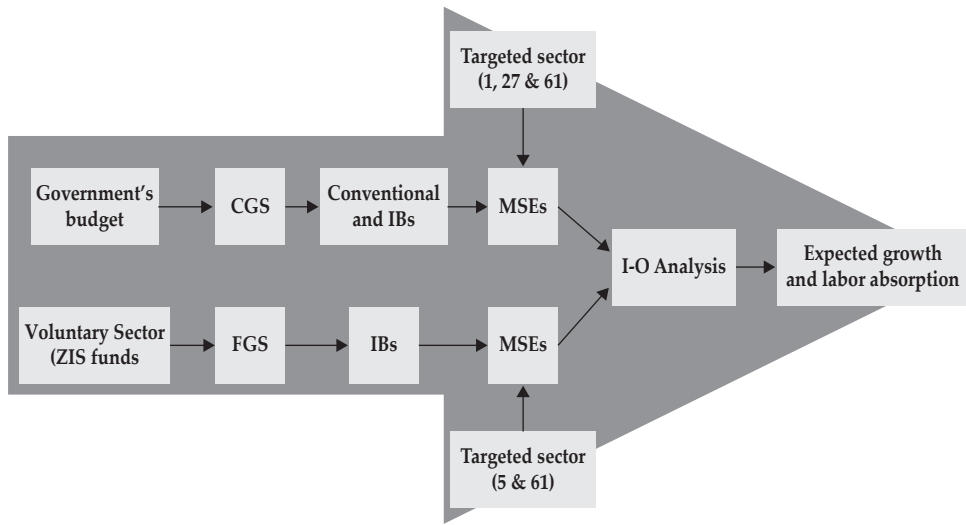 Targeted sector
(1, 27 & 61)
Government's
budget
CGS
Conventional
and IBs
MSEs
I-O Analysis
Expected growth
and labor absorption
Voluntary Sector
(ZIS funds
FGS
IBs
MSEs
Targeted sector
(5 & 61)